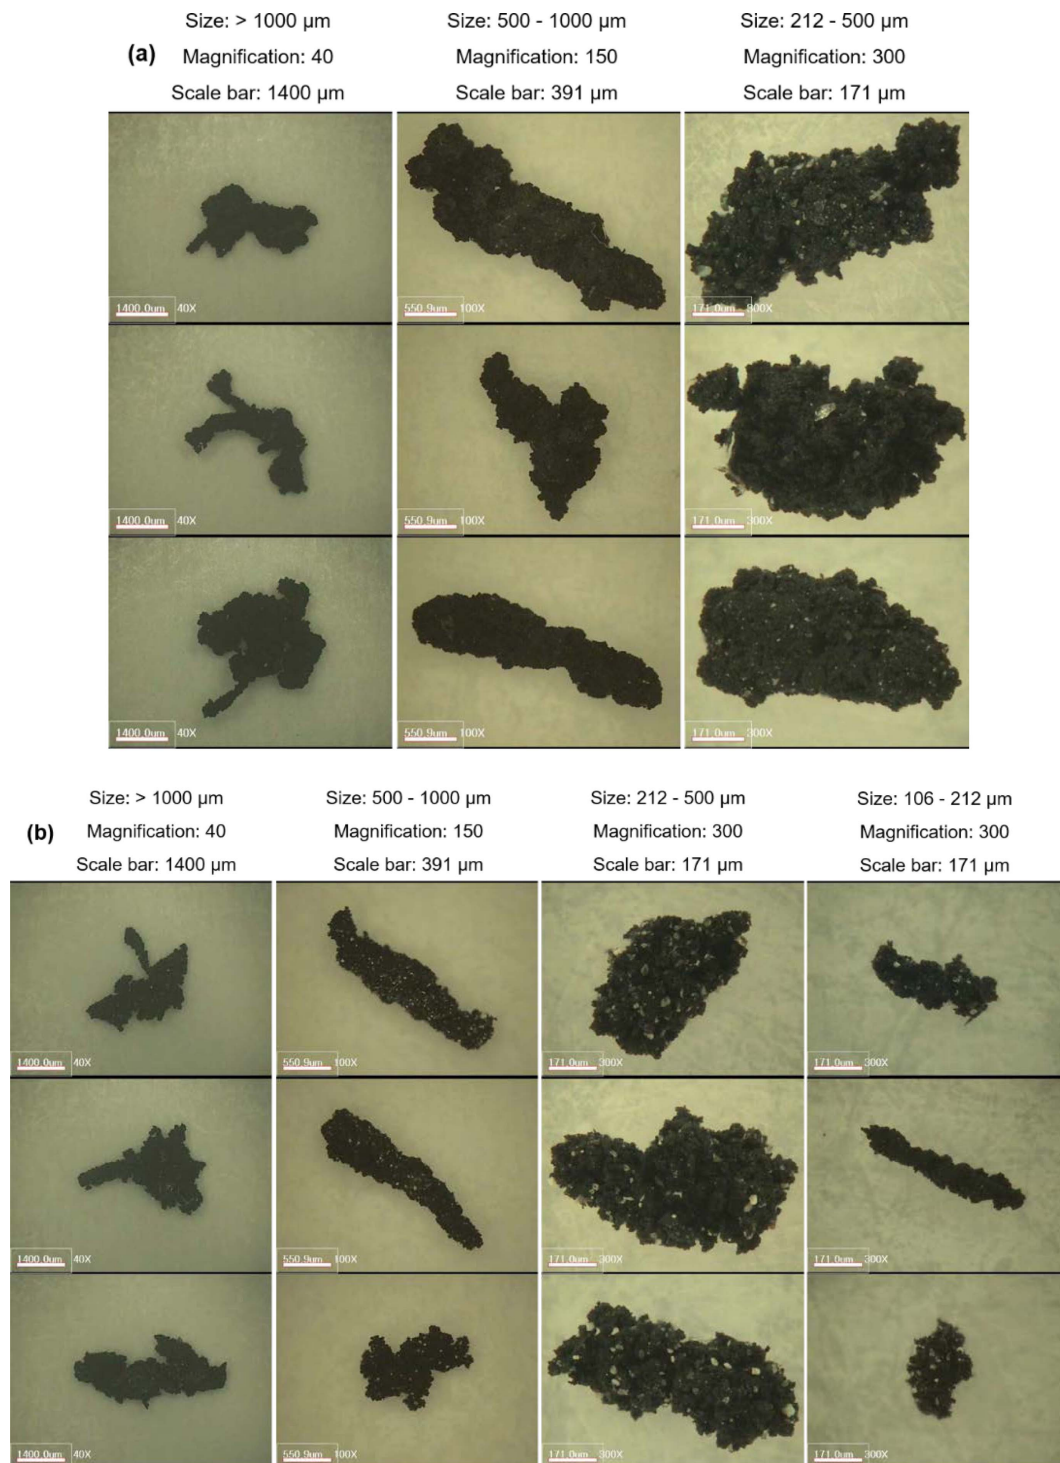 Size: > 1000 µm Size: 500 - 1000 µm Size: 212 - 500 µm
(a) Magnification: 40 Magnification: 150 Magnification: 300
Scale bar: 1400 µm Scale bar: 391 µm Scale bar: 171 µm
1400.0um 40X 550.9um 100X 171.0um 300X
1400.0um 40X 550.9um 100X 171.0um 300X
1400.0um 40X 550.9um 100X 171.0um 300X
Size: > 1000 µm Size: 500 - 1000 µm Size: 212 - 500 µm Size: 106 - 212 µm
(b) Magnification: 40 Magnification: 150 Magnification: 300 Magnification: 300
Scale bar: 1400 µm Scale bar: 391 µm Scale bar: 171 µm Scale bar: 171 µm
1400.0um 40X 550.9um 100X 171.0um 300X 171.0um 300X
1400.0um 40X 550.9um 100X 171.0um 300X 171.0um 300X
1400.0um 40X 550.9um 100X 171.0um 300X 171.0um 300X